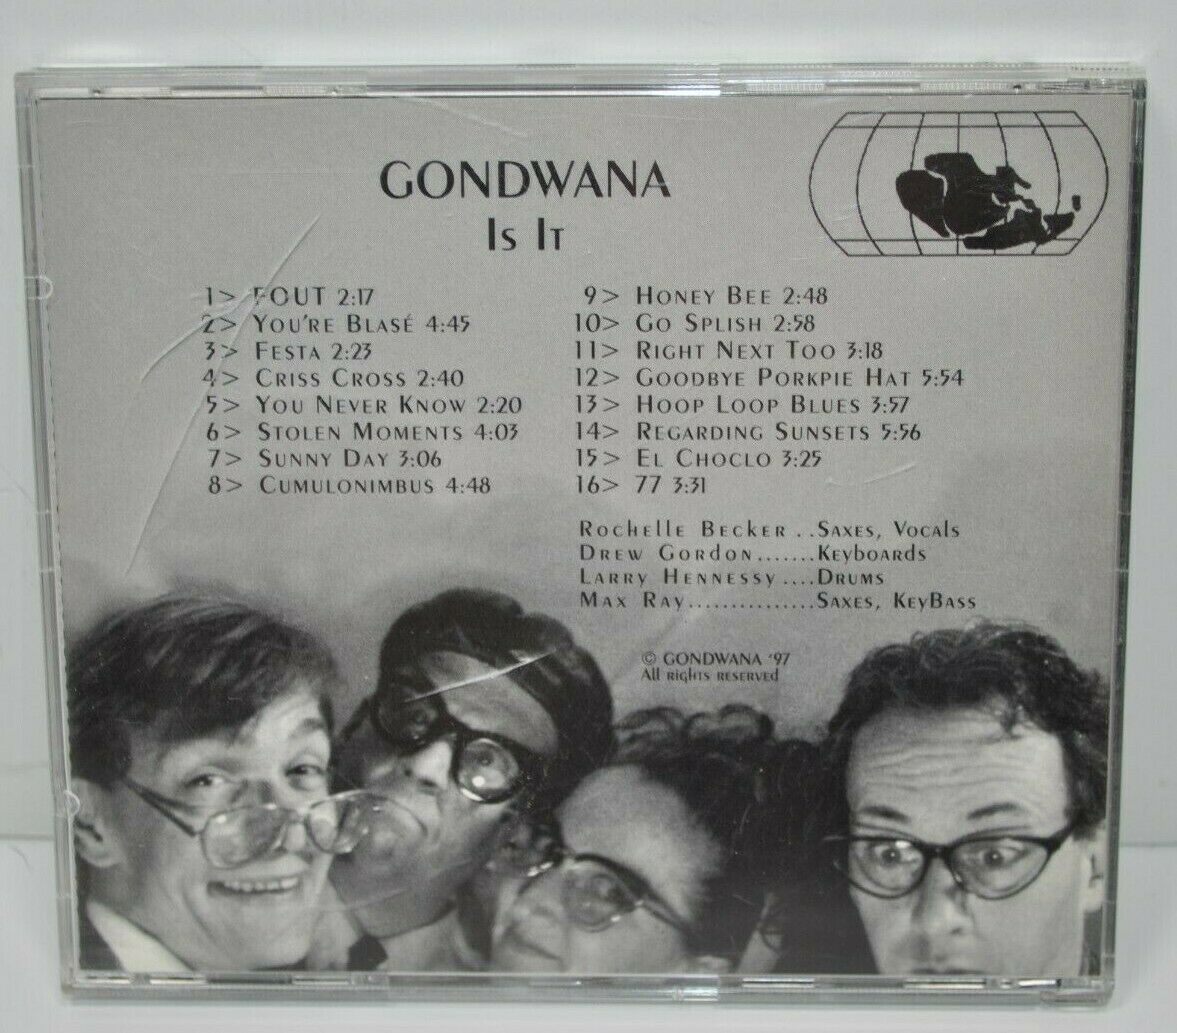 GONDWANA
IS IT
1> FOUT 2:17
2> YOU'RE BLASÉ 4:45
3> FESTA 2:23
4> CRISS CROSS 2:40
5> YOU NEVER KNOW 2:20
6> STOLEN MOMENTS 4:03
7> SUNNY DAY 3:06
8> CUMULONIMBUS 4:48
9> HONEY BEE 2:48
10> GO SPLISH 2:58
11> RIGHT NEXT TOO 3:18
12> GOODBYE PORKPIE HAT 5:54
13> HOOP LOOP BLUES 3:57
14> REGARDING SUNSETS 5:56
15> EL CHOCLO 3:25
16> 77 3:31
ROCHELLE BECKER ..SAXES, VOCALS
DREW GORDON.......KEYBOARDS
LARRY HENNESSY ....DRUMS
MAX RAY...............SAXES, KEYBASS
© GONDWANA '97
ALL RIGHTS RESERVED